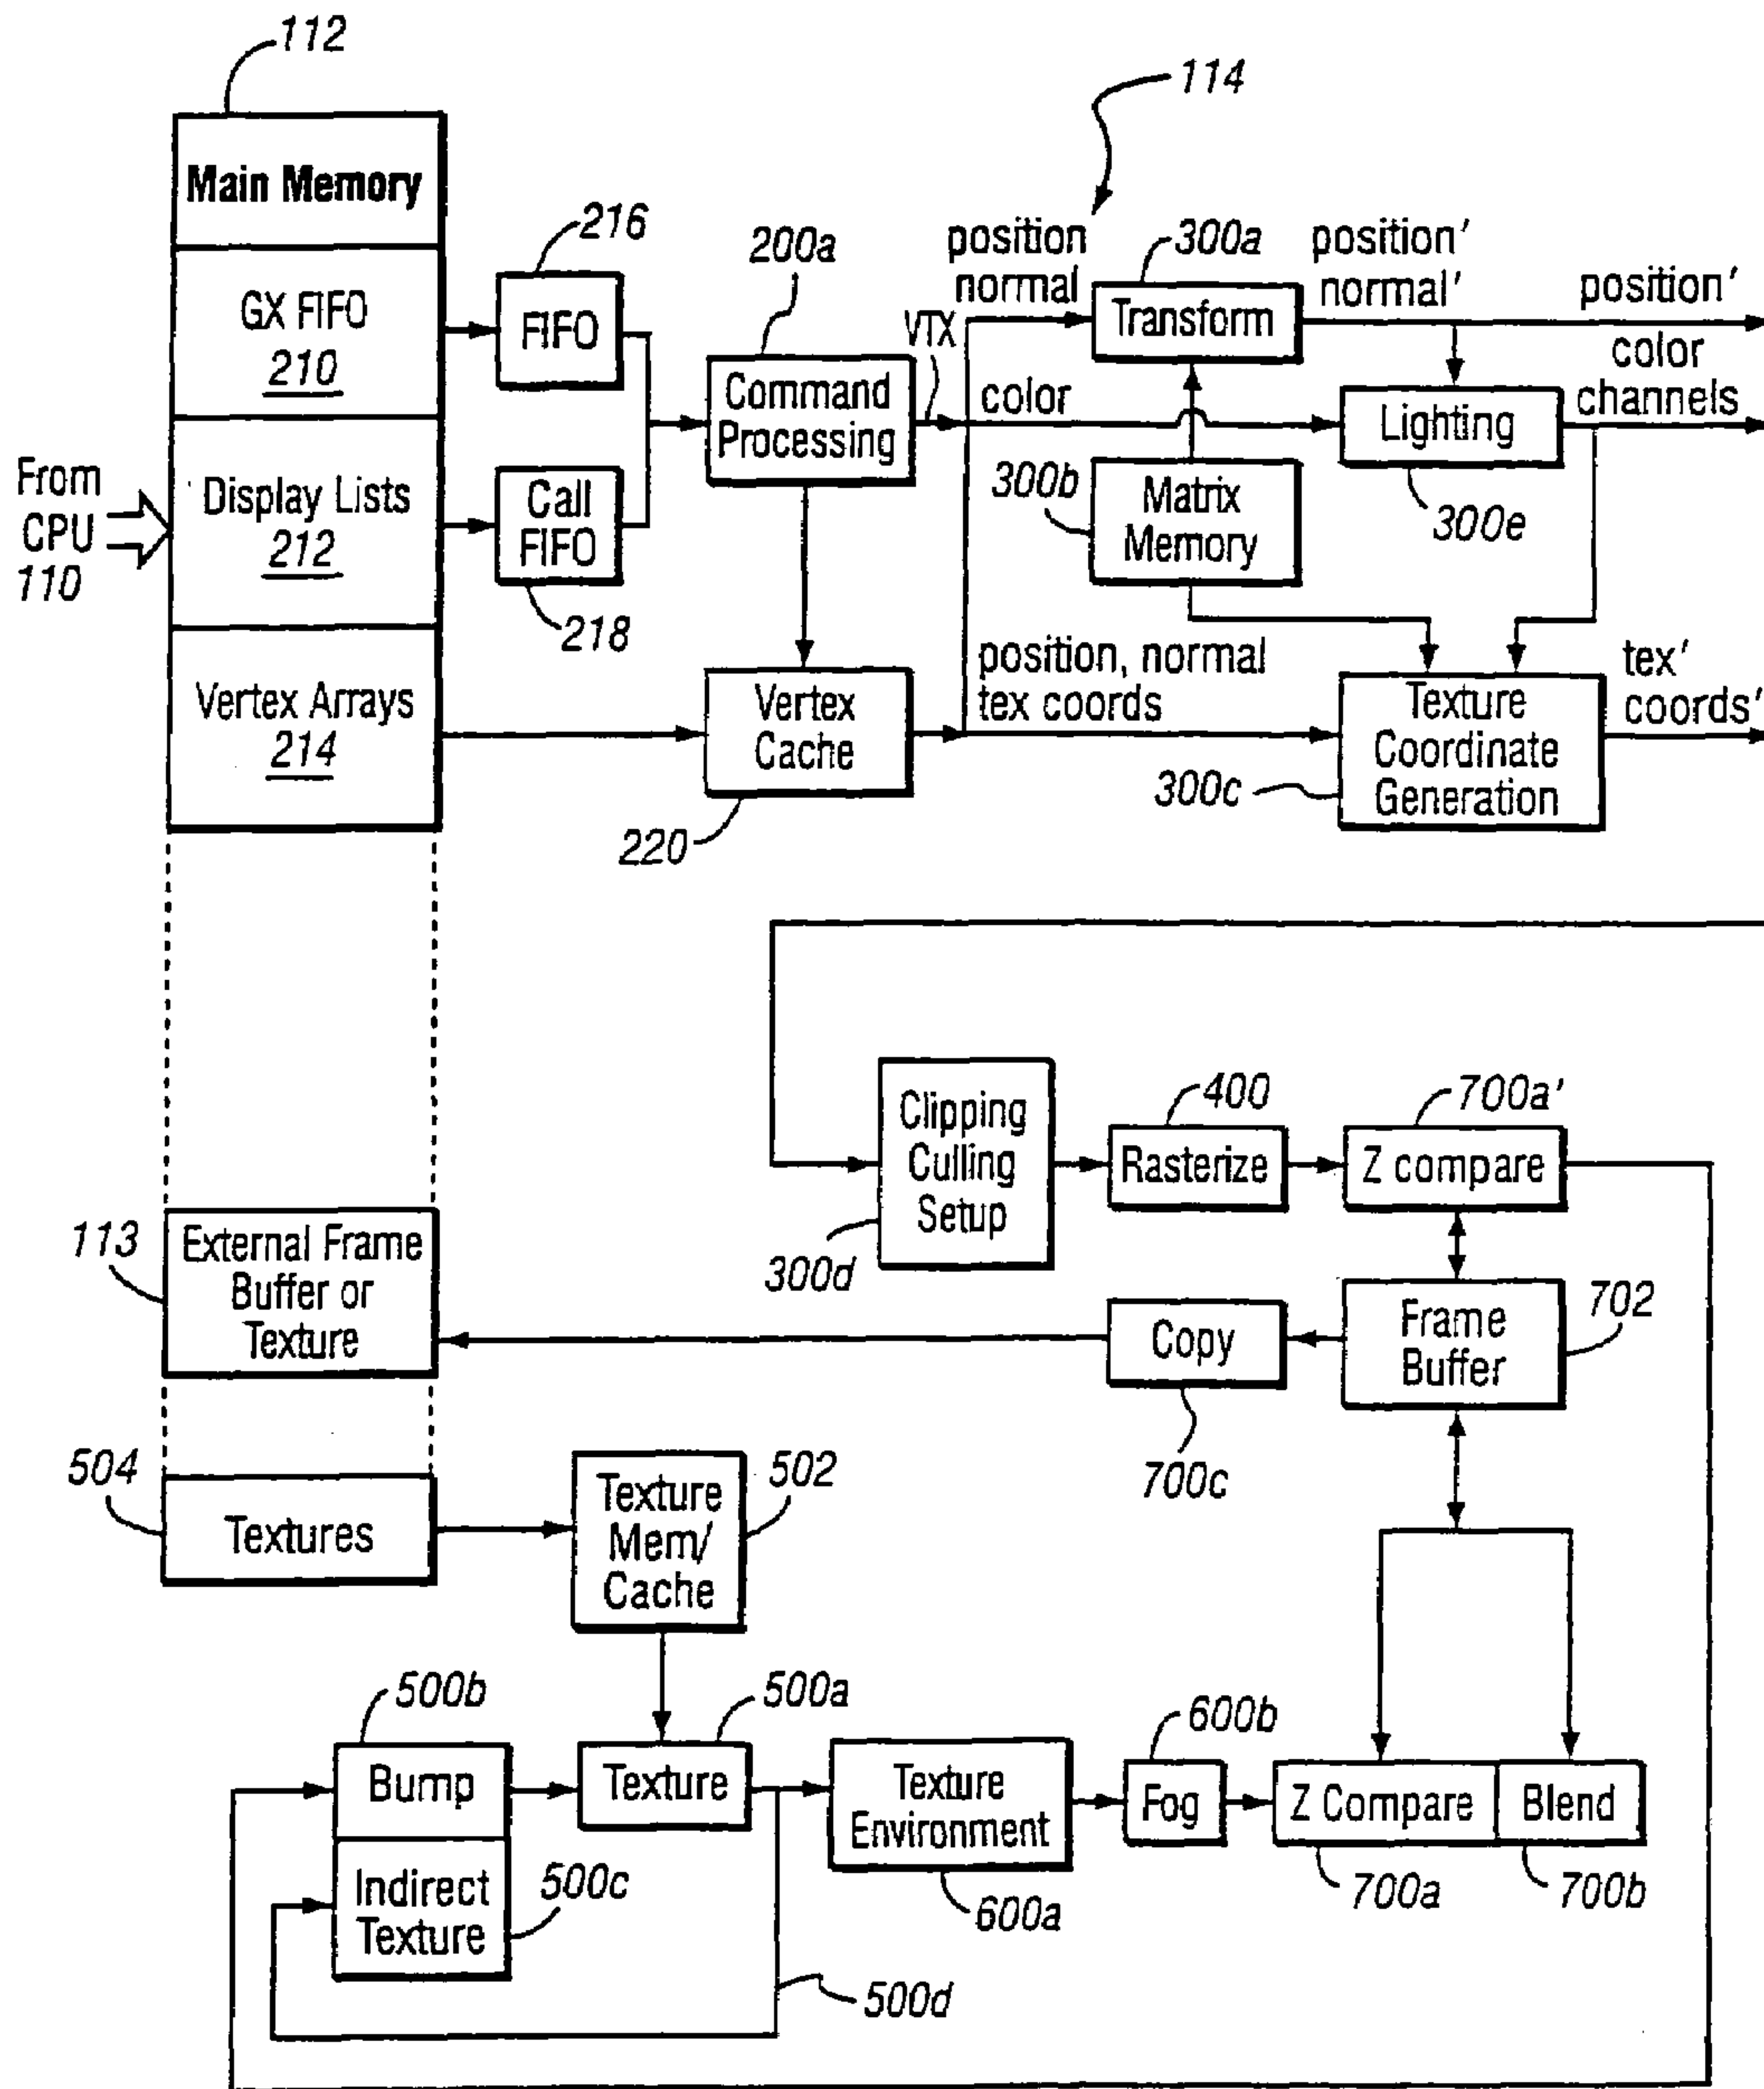 112
114
Main Memory
216
200a
position
normal
300a
position'
normal'
position'
GX FIFO
210
FIFO
VTX
Transform
color
channels
Command
Processing
color
Lighting
From
CPU
110
Display Lists
212
Call
FIFO
300b
Matrix
Memory
300e
218
Vertex Arrays
214
Vertex
Cache
position, normal
tex coords
Texture
Coordinate
Generation
tex'
coords'
300c
220
Clipping
Culling
Setup
400
700a'
Rasterize
Z compare
113
External Frame
Buffer or
Texture
300d
Copy
Frame
Buffer
702
700c
504
Textures
Texture
Mem/
Cache
502
500b
500a
600b
Bump
Texture
Texture
Environment
Fog
Z Compare
Blend
Indirect
Texture
500c
600a
700a
700b
500d